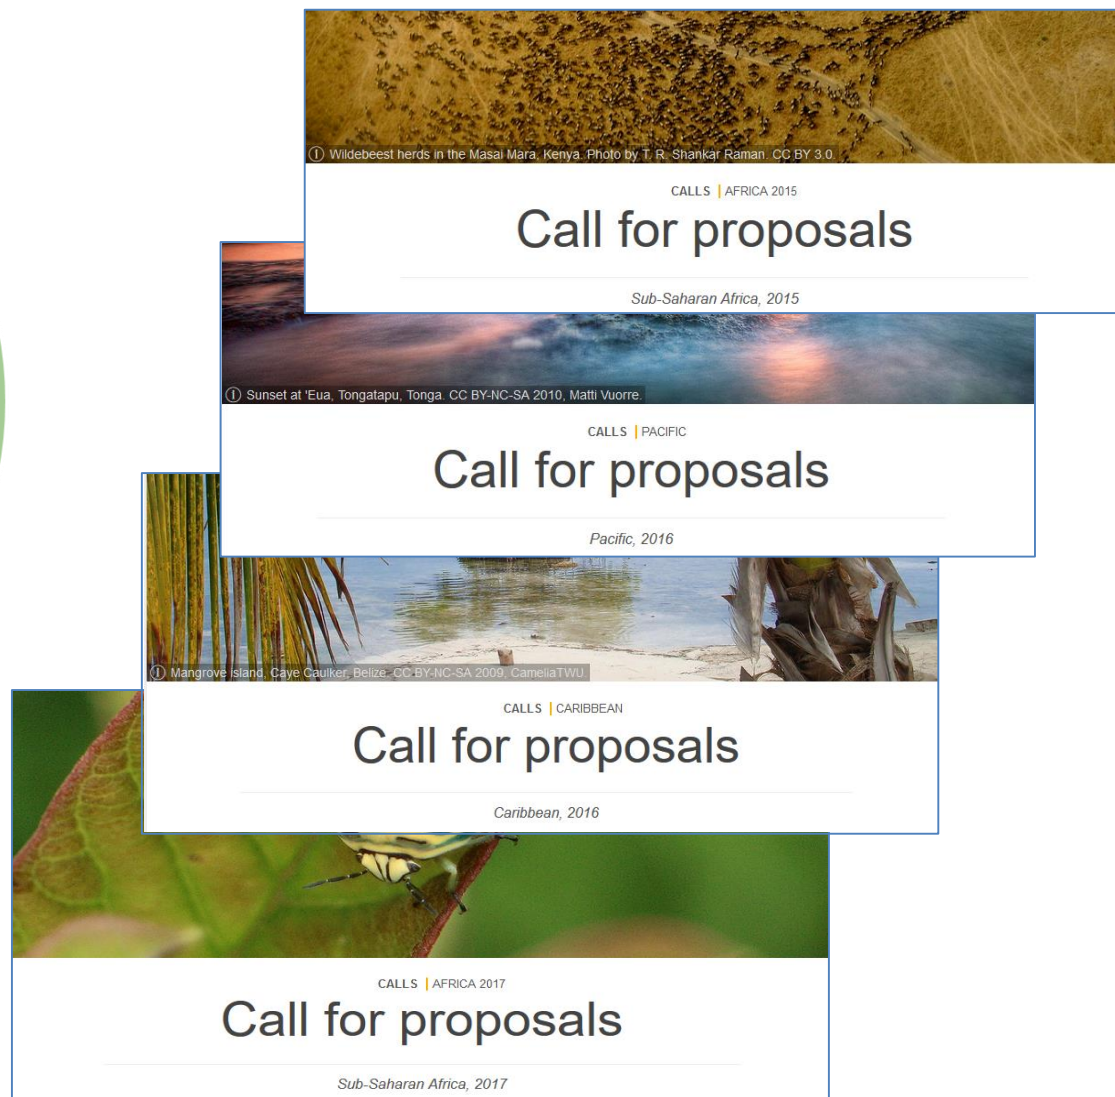 Wildebeest herds in the Masai Mara, Kenya. Photo by T. R. Shankar Raman. CC BY 3.0.
CALLS | AFRICA 2015
Call for proposals
Sub-Saharan Africa, 2015
Sunset at 'Eua, Tongatapu, Tonga. CC BY-NC-SA 2010, Matti Vuorre.
CALLS | PACIFIC
Call for proposals
Pacific, 2016
Mangrove island, Caye Caulker, Belize. CC BY-NC-SA 2009, CameliaTWU.
CALLS | CARIBBEAN
Call for proposals
Caribbean, 2016
CALLS | AFRICA 2017
Call for proposals
Sub-Saharan Africa, 2017